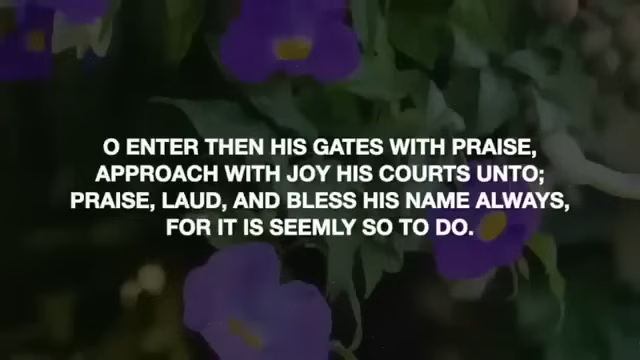 O ENTER THEN HIS GATES WITH PRAISE,
APPROACH WITH JOY HIS COURTS UNTO;
PRAISE, LAUD, AND BLESS HIS NAME ALWAYS,
FOR IT IS SEEMLY SO TO DO.